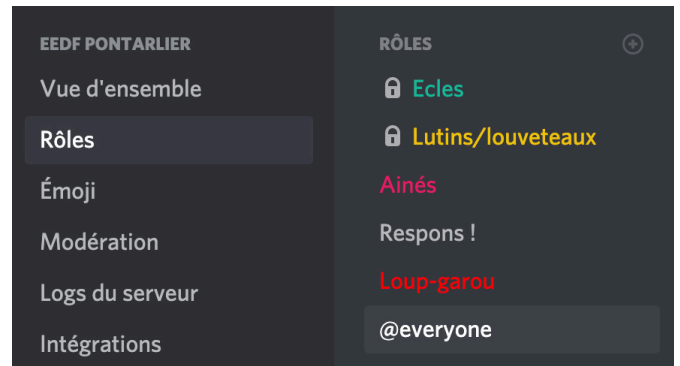 EEDF PONTARLIER
Vue d'ensemble
Rôles
Émoji
Modération
Logs du serveur
Intégrations
RÔLES
Ecles
Lutins/louveteaux
Ainés
Respons !
Loup-garou
@everyone